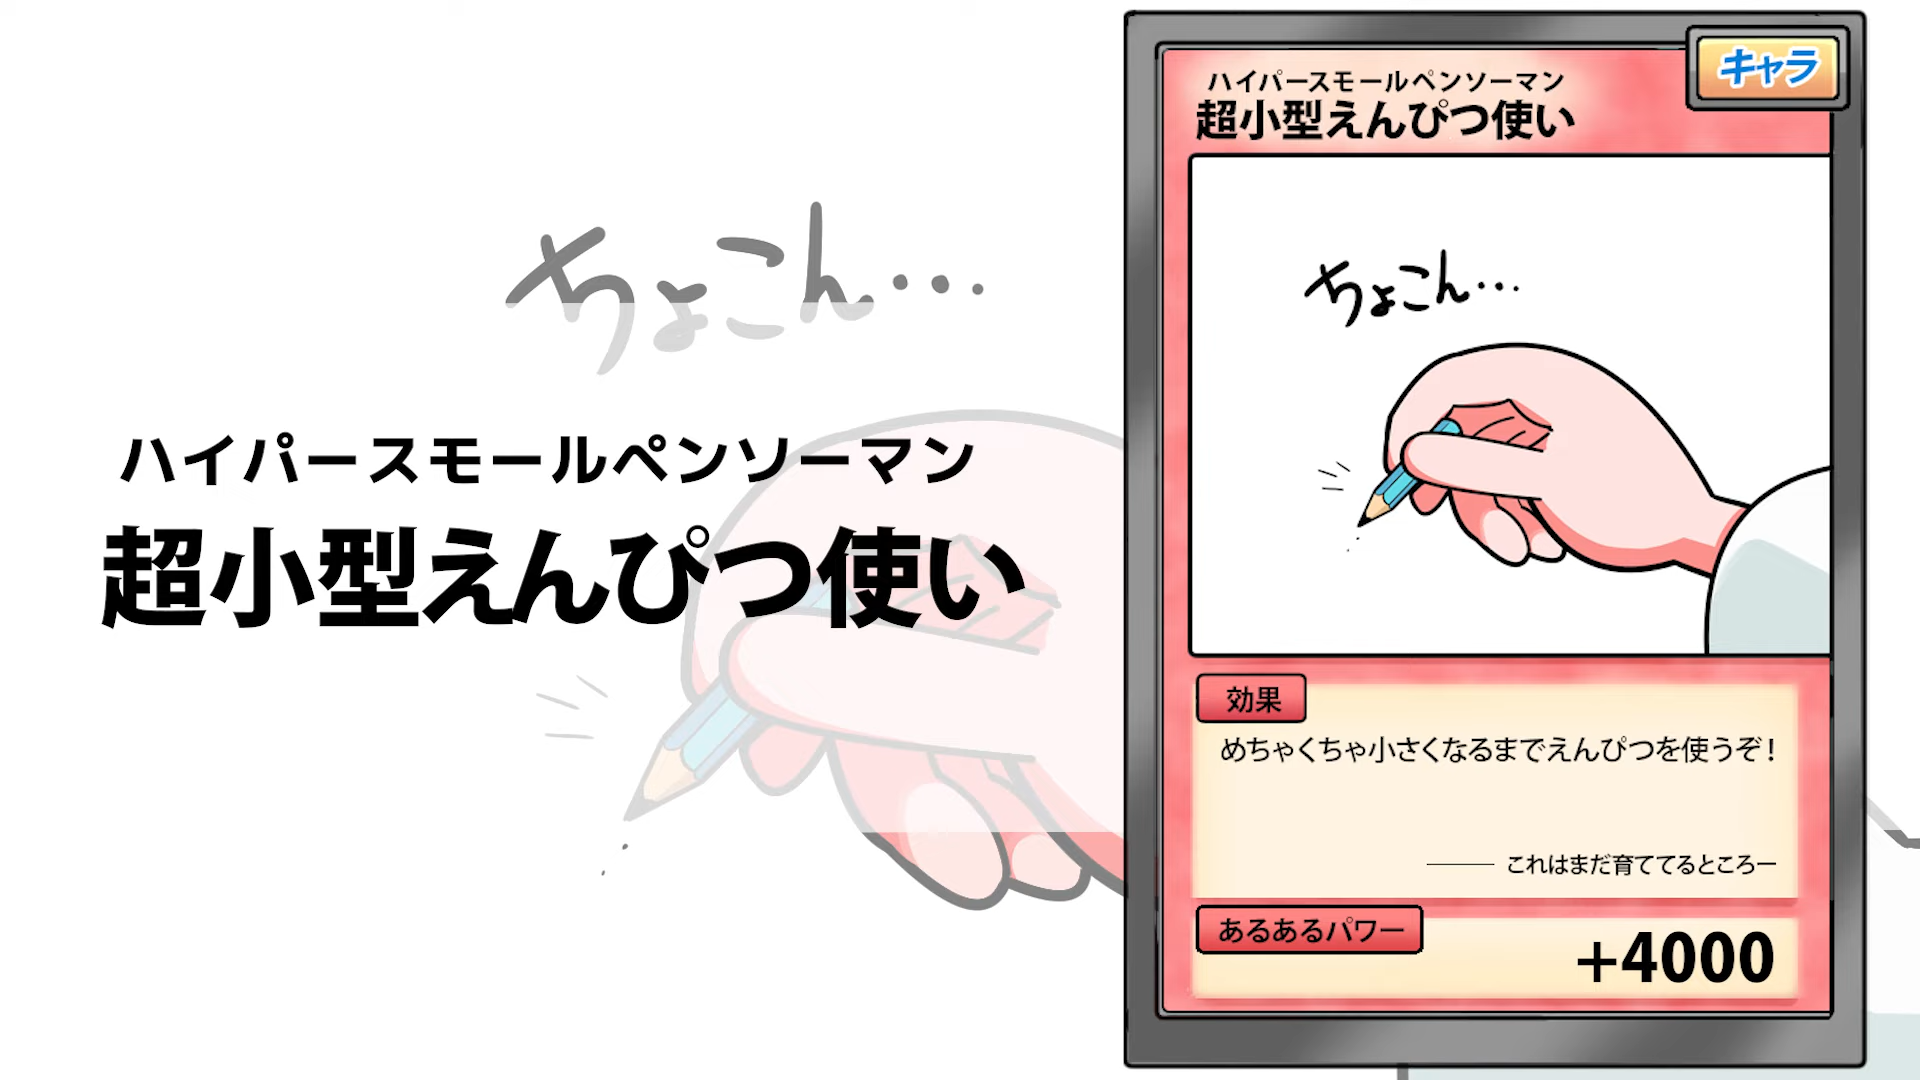 ちょこん…
ハイパースモールペンソーマン
超小型えんぴつ使い
キャラ
ハイパースモールペンソーマン
超小型えんぴつ使い
ちょこん…
効果
めちゃくちゃ小さくなるまでえんぴつを使うぞ!
――― これはまだ育ててるところー
あるあるパワー
+4000